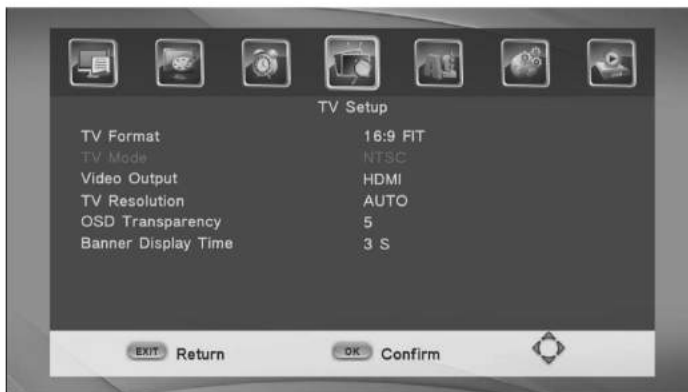 TV Setup
TV Format 16:9 FIT
TV Mode NTSC
Video Output HDMI
TV Resolution AUTO
OSD Transparency 5
Banner Display Time 3 S
EXIT Return OK Confirm